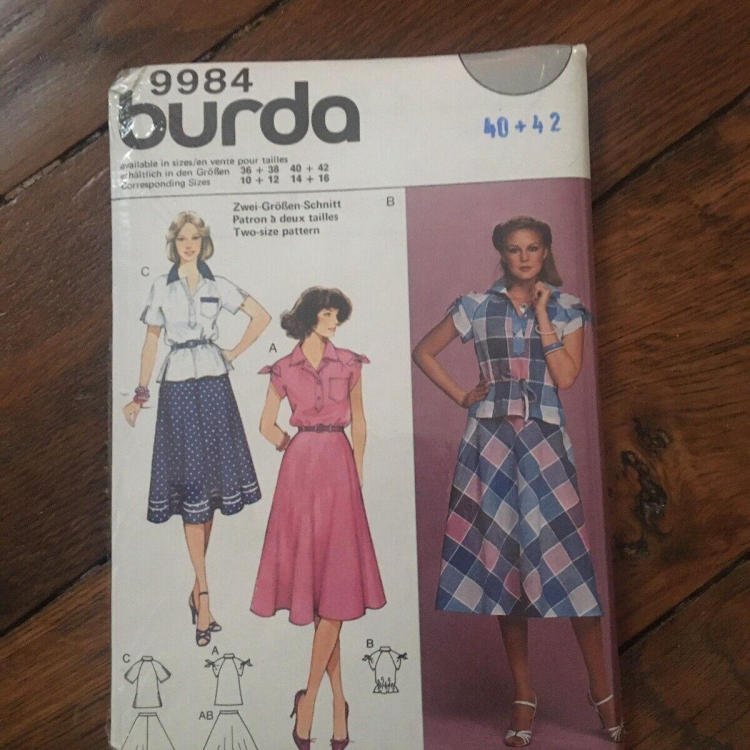 9984
burda
40 + 42
available in sizes/en vente pour tailles
erhältlich in den Größen 36 + 38 40 + 42
Corresponding Sizes 10 + 12 14 + 16
Zwei-Größen-Schnitt
Patron à deux tailles
Two-size pattern
B
C
A
C
A
B
AB